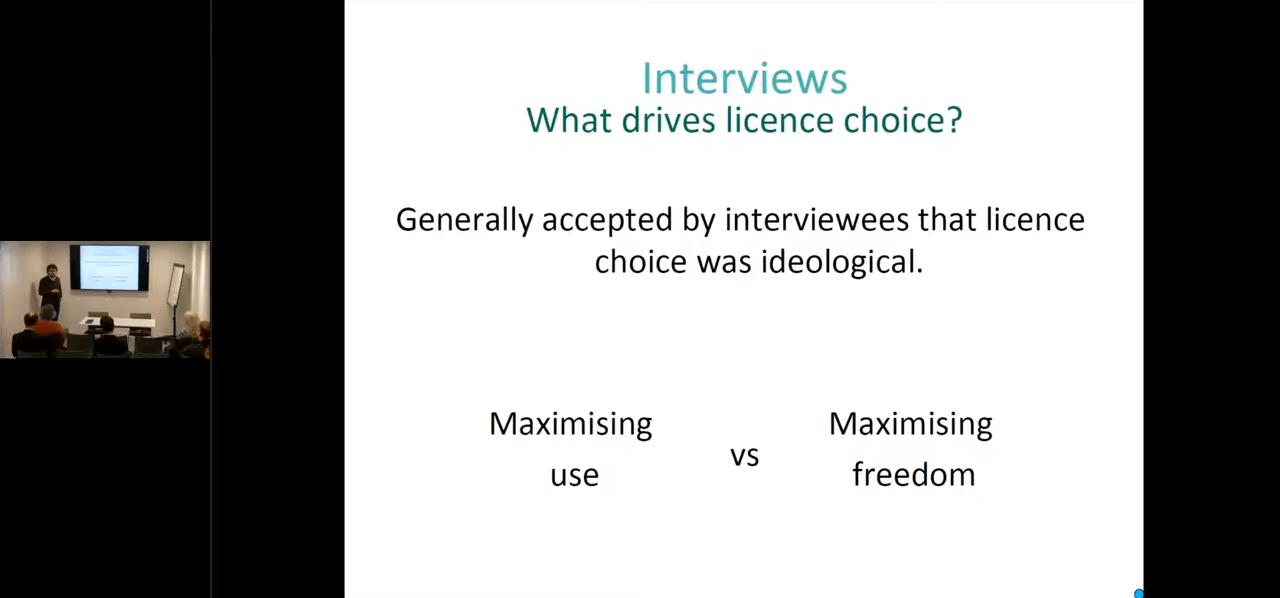 Interviews
What drives licence choice?
Generally accepted by interviewees that licence
choice was ideological.
Maximising
use
vs
Maximising
freedom